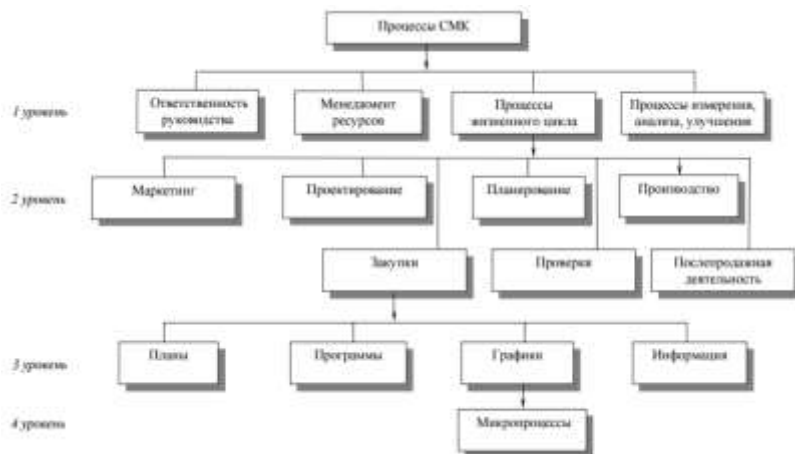 Процессы СМК
1 уровень
Ответственность
руководства
Менеджмент
ресурсов
Процессы
жизненного цикла
Процессы измерения,
анализа, улучшения
2 уровень
Маркетинг
Проектирование
Планирование
Производство
Закупки
Проверки
Послепродажная
деятельность
3 уровень
Планы
Программы
Графики
Информация
4 уровень
Микропроцессы